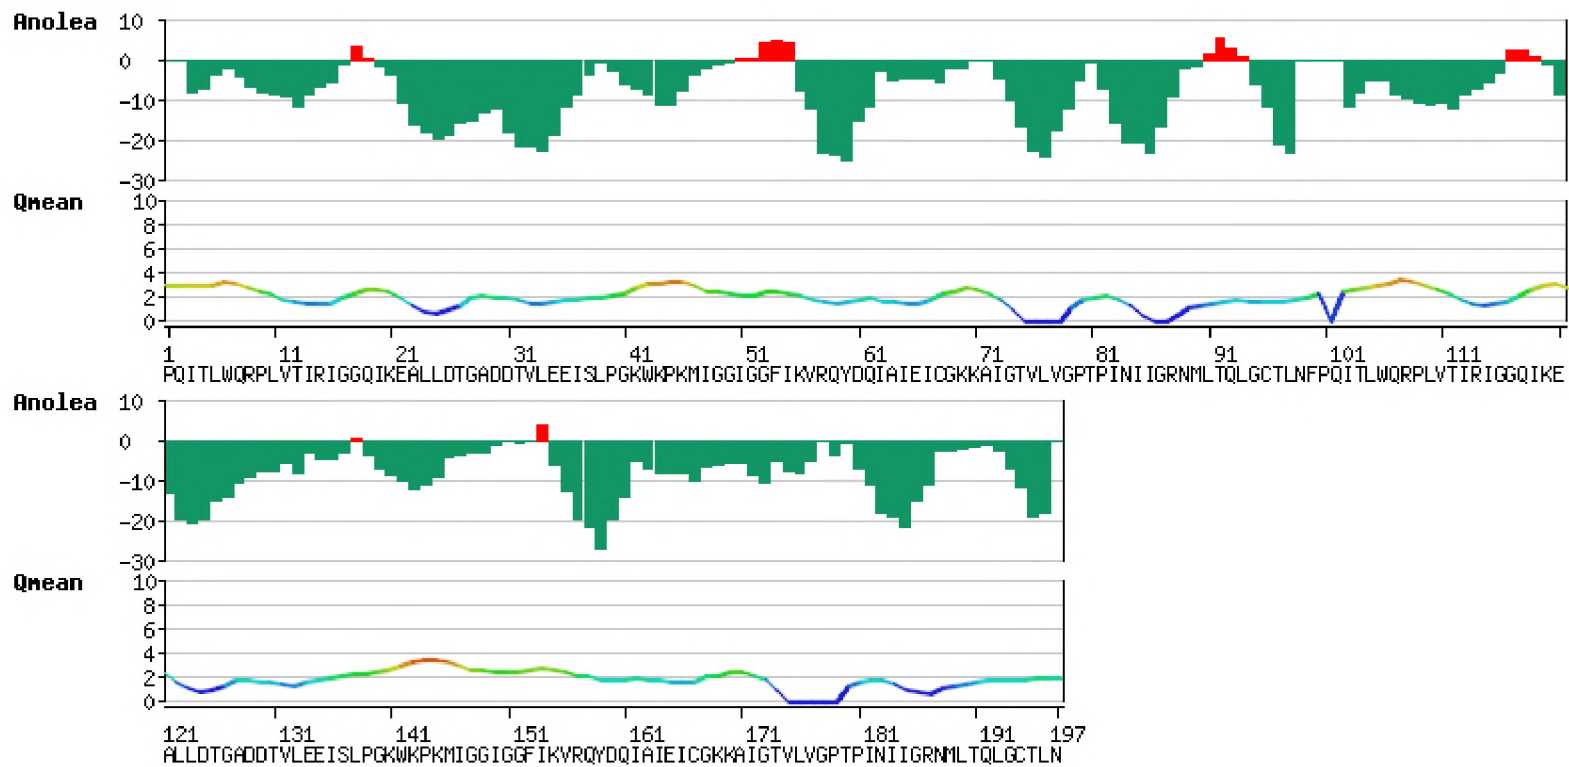 Anolea
10
0
-10
-20
-30
Qmean
10
8
6
4
2
0
1 11 21 31 41 51 61 71 81 91 101 111
PQITLWQRPLVTIRIGGQIKEALLDTGADDTVLEEISLPGKWKPKMIGGIGGFIKVRQYDQIAIEICGKKAIGTVLVGPTPINIIGRNMLTQLGCTLNFPQITLWQRPLVTIRIGGQIKE
Anolea
10
0
-10
-20
-30
Qmean
10
8
6
4
2
0
121 131 141 151 161 171 181 191 197
ALLDTGADDTVLEEISLPGKWKPKMIGGIGGFIKVRQYDQIAIEICGKKAIGTVLVGPTPINIIGRNMLTQLGCTLN